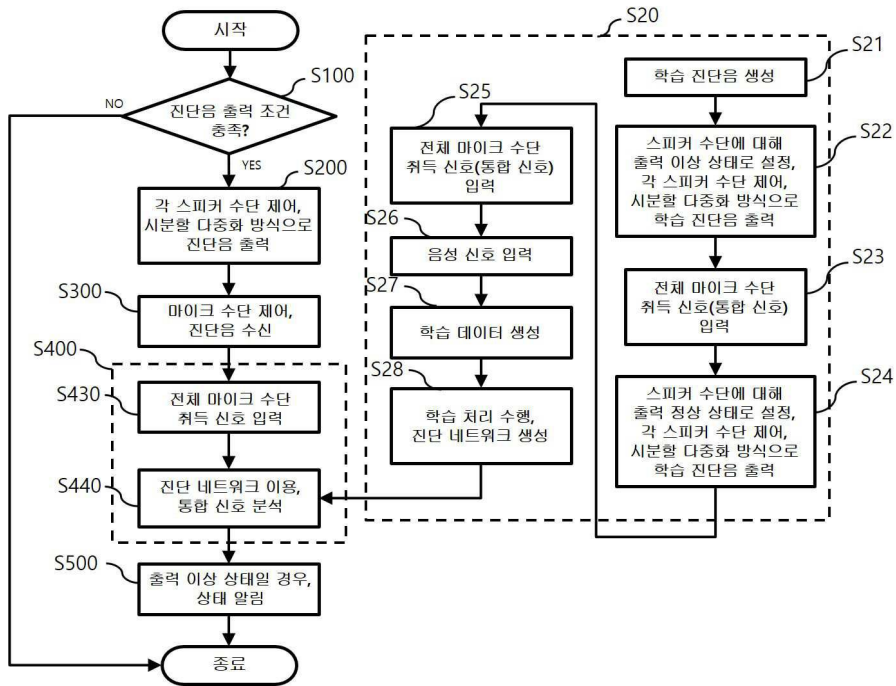 시작
S100
NO
진단음 출력 조건
충족?
YES
S200
각 스피커 수단 제어,
시분할 다중화 방식으로
진단음 출력
S300
마이크 수단 제어,
진단음 수신
S400
S430
전체 마이크 수단
취득 신호 입력
S440
진단 네트워크 이용,
통합 신호 분석
S500
출력 이상 상태일 경우,
상태 알림
종료
S20
S21
학습 진단음 생성
S22
스피커 수단에 대해
출력 이상 상태로 설정,
각 스피커 수단 제어,
시분할 다중화 방식으로
학습 진단음 출력
S23
전체 마이크 수단
취득 신호(통합 신호)
입력
S24
스피커 수단에 대해
출력 정상 상태로 설정,
각 스피커 수단 제어,
시분할 다중화 방식으로
학습 진단음 출력
S25
전체 마이크 수단
취득 신호(통합 신호)
입력
S26
음성 신호 입력
S27
학습 데이터 생성
S28
학습 처리 수행,
진단 네트워크 생성